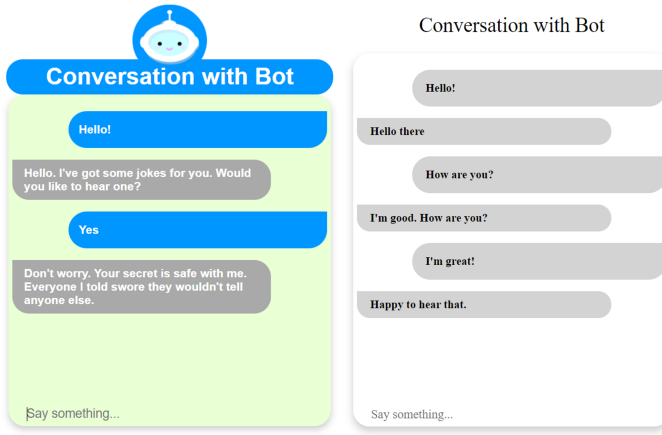 Conversation with Bot
Hello!
Hello. I've got some jokes for you. Would
you like to hear one?
Yes
Don't worry. Your secret is safe with me.
Everyone I told swore they wouldn't tell
anyone else.
Say something...
Conversation with Bot
Hello!
Hello there
How are you?
I'm good. How are you?
I'm great!
Happy to hear that.
Say something...